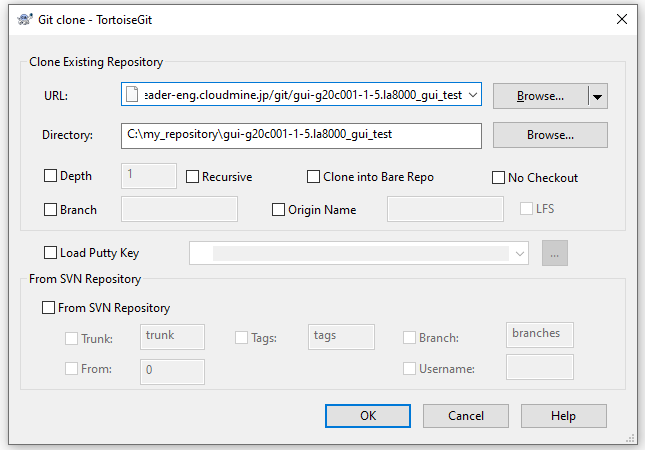 Git clone - TortoiseGit
Clone Existing Repository
URL: eader-eng.cloudmine.jp/git/gui-g20c001-1-5.la8000_gui_test Browse...
Directory: C:\my_repository\gui-g20c001-1-5.la8000_gui_test Browse...
Depth 1 Recursive Clone into Bare Repo No Checkout
Branch Origin Name LFS
Load Putty Key ...
From SVN Repository
From SVN Repository
Trunk: trunk Tags: tags Branch: branches
From: 0 Username:
OK Cancel Help